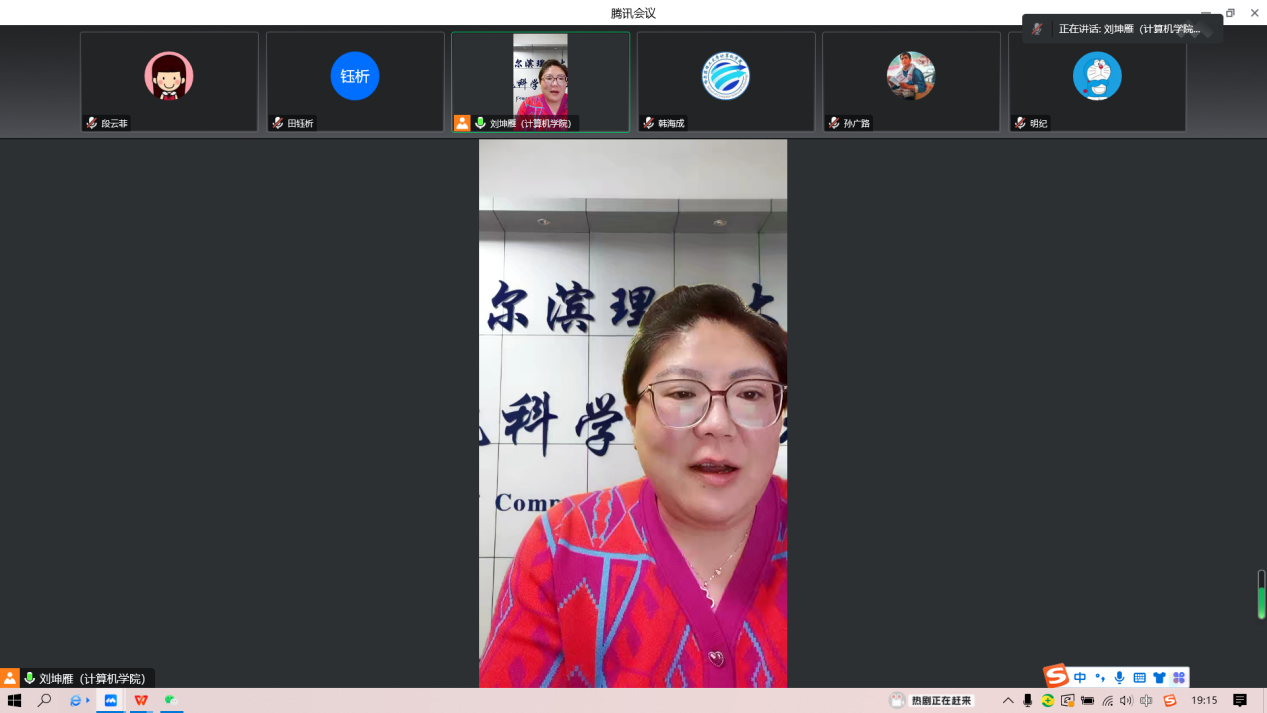 腾讯会议
正在讲话: 刘坤雁（计算机学院...
钰析
段云菲
田钰析
刘坤雁（计算机学院）
韩海成
孙广路
明纪
尔滨理
大
科学
Comp
刘坤雁（计算机学院）
中
热剧正在赶来
中
19:15